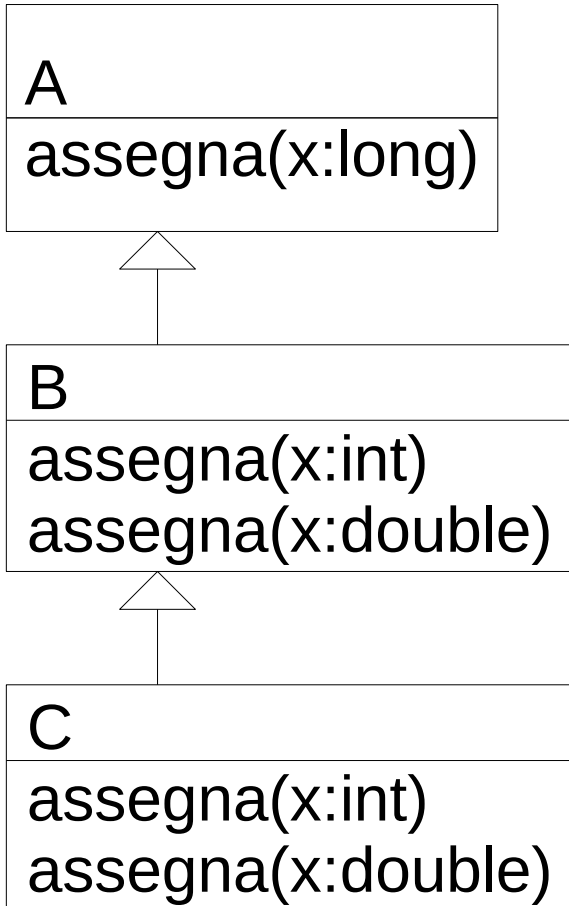 A
assegna(x:long)
B
assegna(x:int)
assegna(x:double)
C
assegna(x:int)
assegna(x:double)